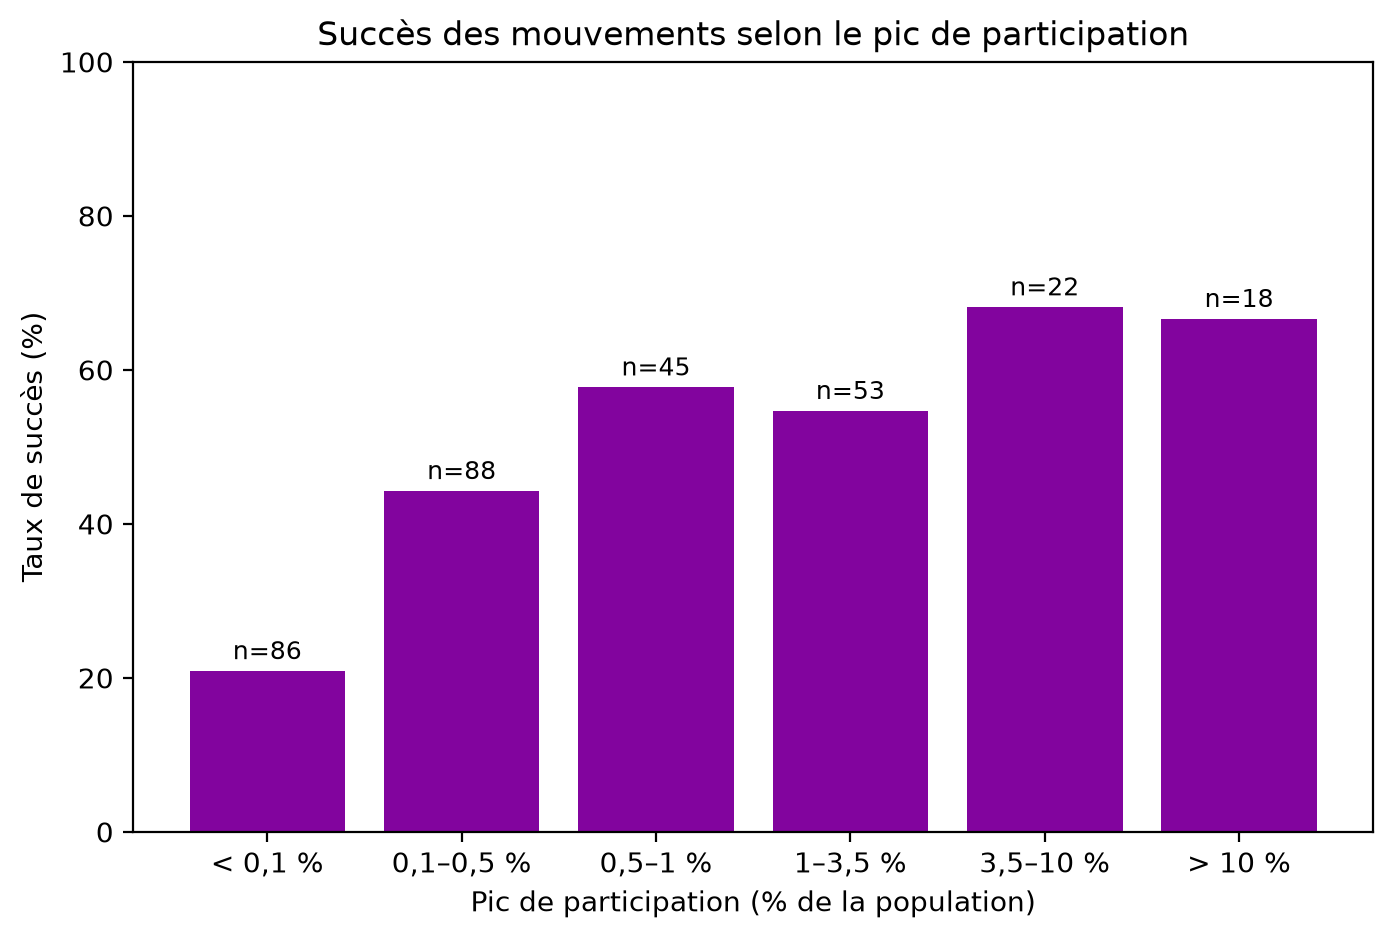 Succès des mouvements selon le pic de participation
Taux de succès (%)
100
80
60
40
20
0
n=86
n=88
n=45
n=53
n=22
n=18
< 0,1 %
0,1–0,5 %
0,5–1 %
1–3,5 %
3,5–10 %
> 10 %
Pic de participation (% de la population)